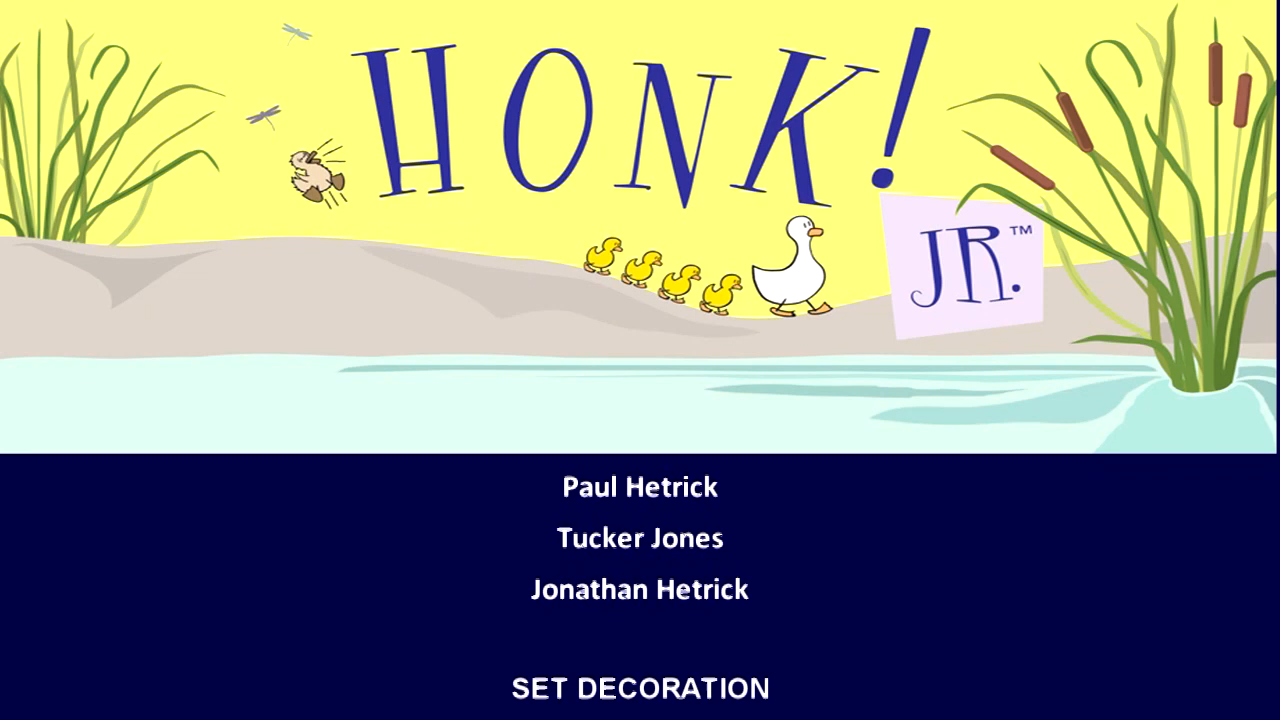 HONK!
JR.™
Paul Hetrick
Tucker Jones
Jonathan Hetrick
SET DECORATION